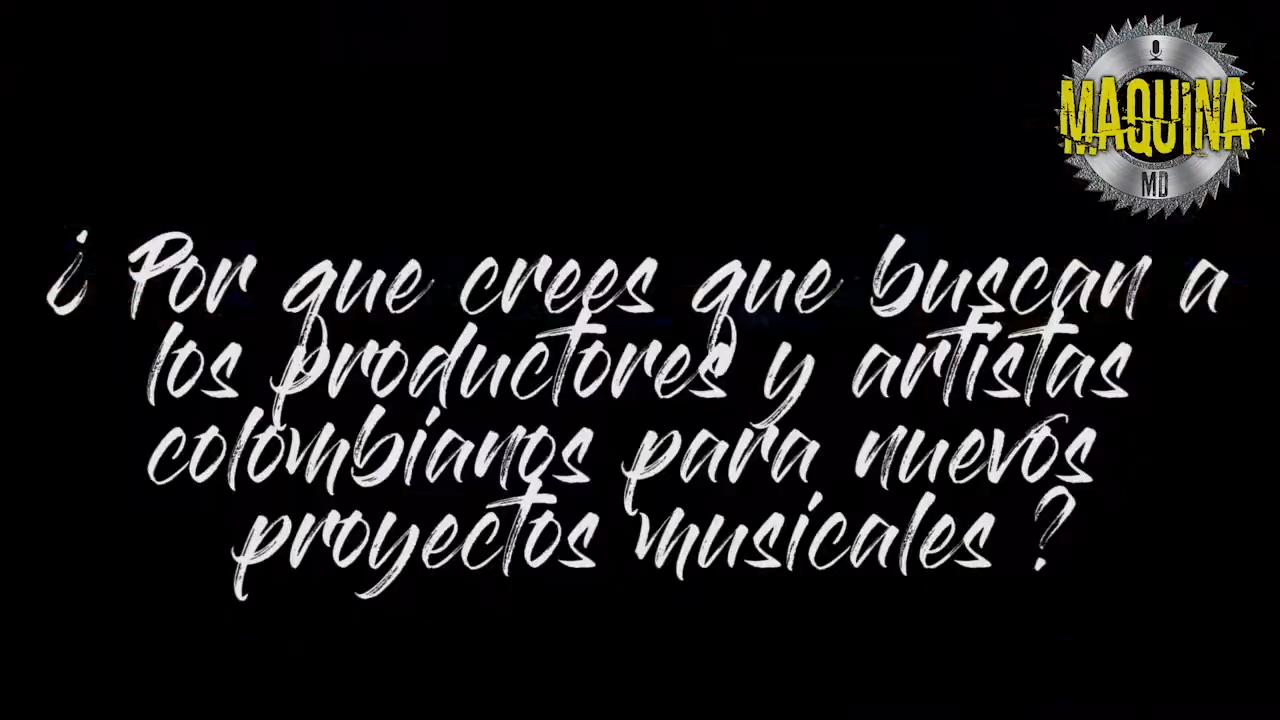 MAQUINA
MD
¿ Por que crees que buscan a
los productores y artistas
colombianos para nuevos
proyectos musicales ?